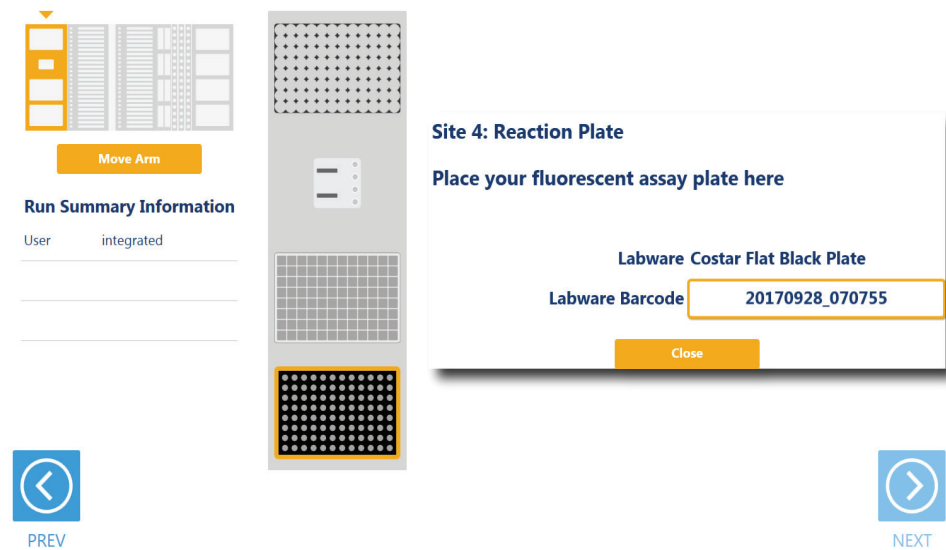 Move Arm
Run Summary Information
User integrated
Site 4: Reaction Plate
Place your fluorescent assay plate here
Labware Costar Flat Black Plate
Labware Barcode 20170928_070755
Close
PREV
NEXT